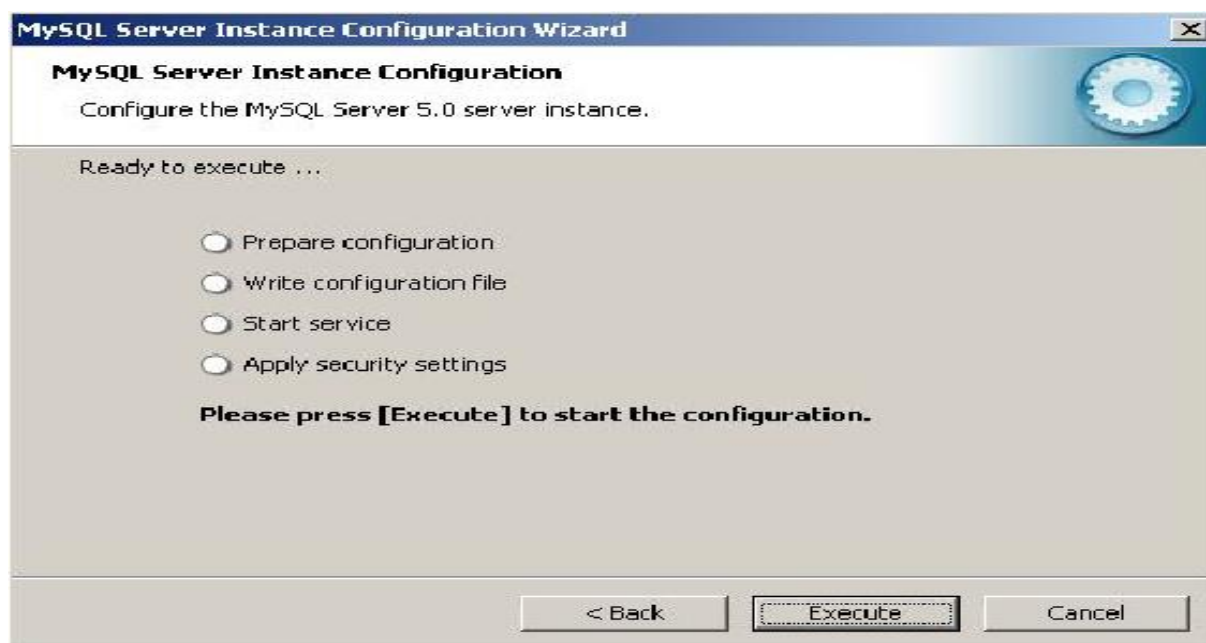 MySQL Server Instance Configuration Wizard
MySQL Server Instance Configuration
Configure the MySQL Server 5.0 server instance.
Ready to execute ...
Prepare configuration
Write configuration file
Start service
Apply security settings
Please press [Execute] to start the configuration.
< Back
Execute
Cancel